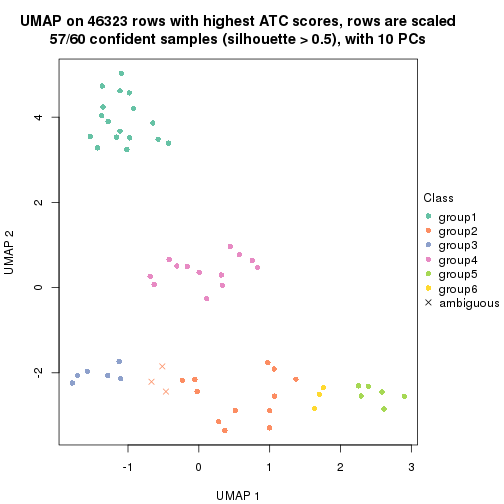 UMAP on 46323 rows with highest ATC scores, rows are scaled
57/60 confident samples (silhouette > 0.5), with 10 PCs
UMAP 2
4
2
0
-2
-1
0
1
2
3
UMAP 1
Class
group1
group2
group3
group4
group5
group6
ambiguous